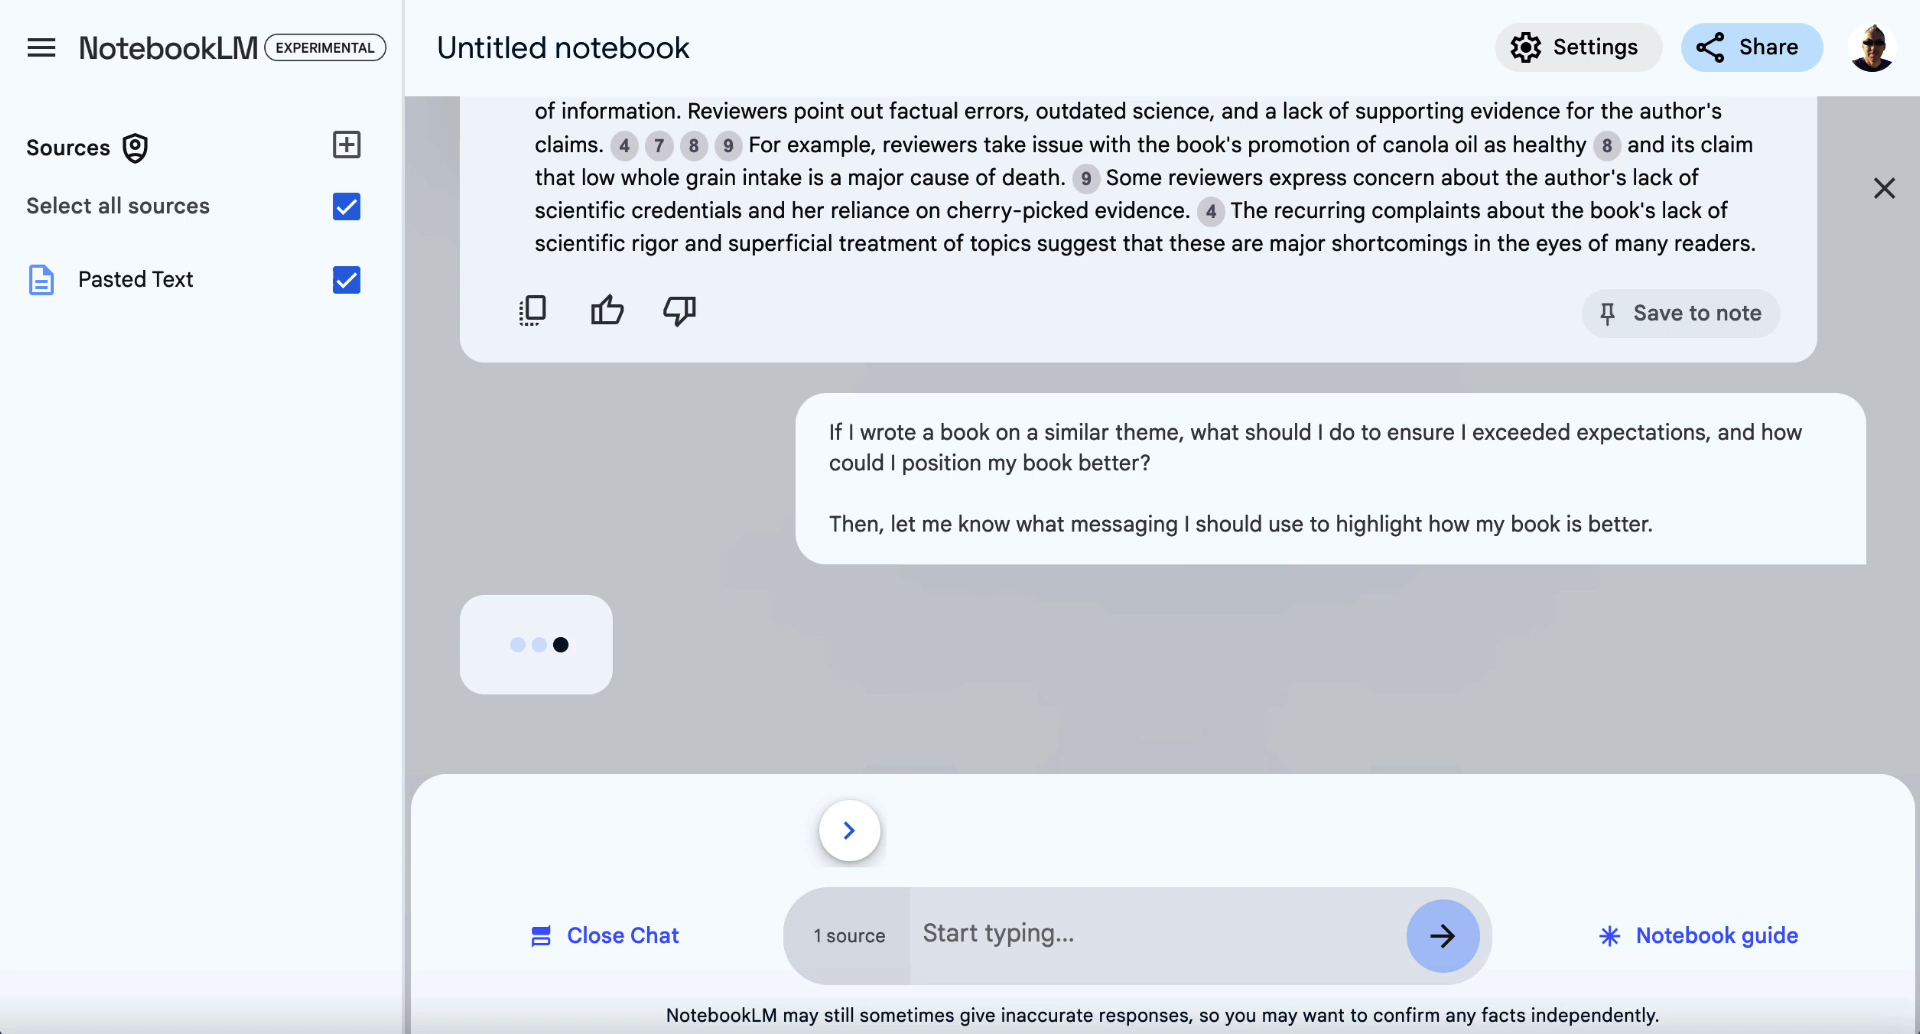 NotebookLM EXPERIMENTAL
Untitled notebook
Settings
Share
Sources
Select all sources
Pasted Text
of information. Reviewers point out factual errors, outdated science, and a lack of supporting evidence for the author's
claims. 4 7 8 9 For example, reviewers take issue with the book's promotion of canola oil as healthy 8 and its claim
that low whole grain intake is a major cause of death. 9 Some reviewers express concern about the author's lack of
scientific credentials and her reliance on cherry-picked evidence. 4 The recurring complaints about the book's lack of
scientific rigor and superficial treatment of topics suggest that these are major shortcomings in the eyes of many readers.
Save to note
If I wrote a book on a similar theme, what should I do to ensure I exceeded expectations, and how
could I position my book better?
Then, let me know what messaging I should use to highlight how my book is better.
Close Chat
1 source
Start typing...
Notebook guide
NotebookLM may still sometimes give inaccurate responses, so you may want to confirm any facts independently.